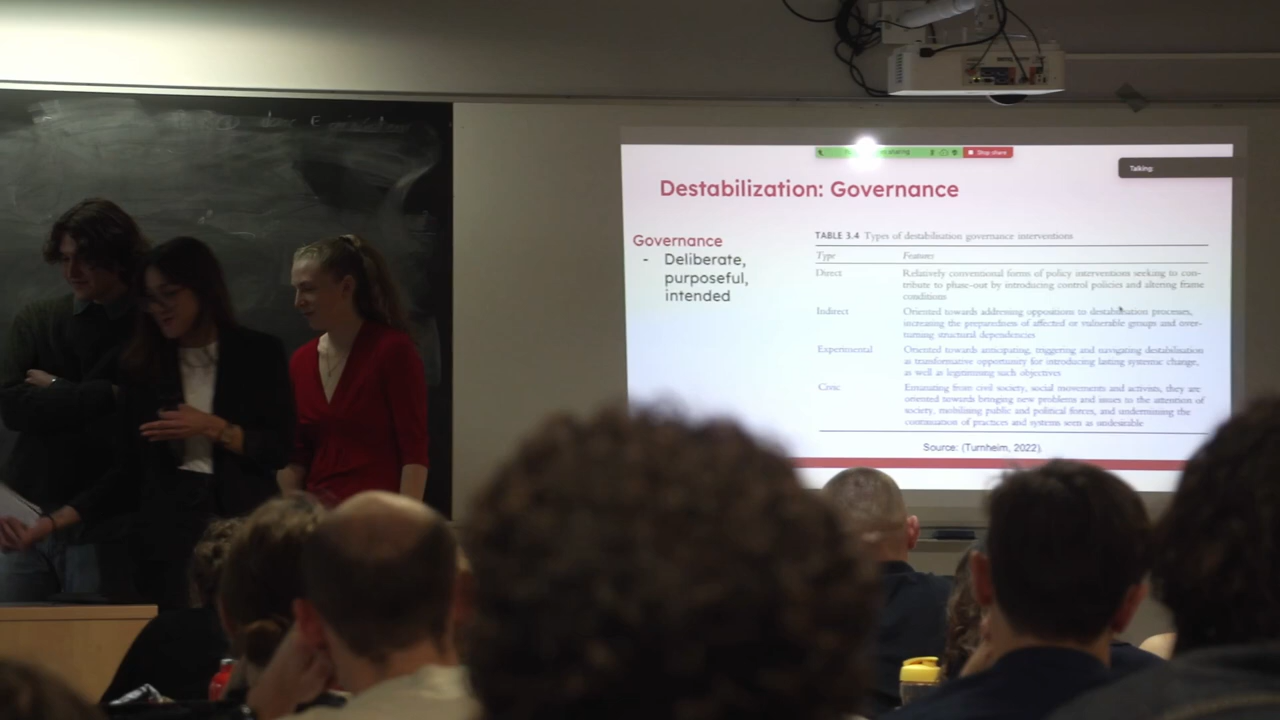 Stop share
Talking:
Destabilization: Governance
Governance
- Deliberate,
purposeful,
intended
TABLE 3.4 Types of destabilisation governance interventions
Type Features
Direct Relatively conventional forms of policy interventions seeking to con-
tribute to phase-out by introducing control policies and altering frame
conditions
Indirect Oriented towards addressing oppositions to destabilisation processes,
increasing the preparedness of affected or vulnerable groups and over-
turning structural dependencies
Experimental Oriented towards anticipating, triggering and navigating destabilisation
as transformative opportunity for introducing lasting systemic change,
as well as legitimising such objectives
Civic Emanating from civil society, social movements and activists, they are
oriented towards bringing new problems and issues to the attention of
society, mobilising public and political forces, and undermining the
continuation of practices and systems seen as undesirable
Source: (Turnheim, 2022).